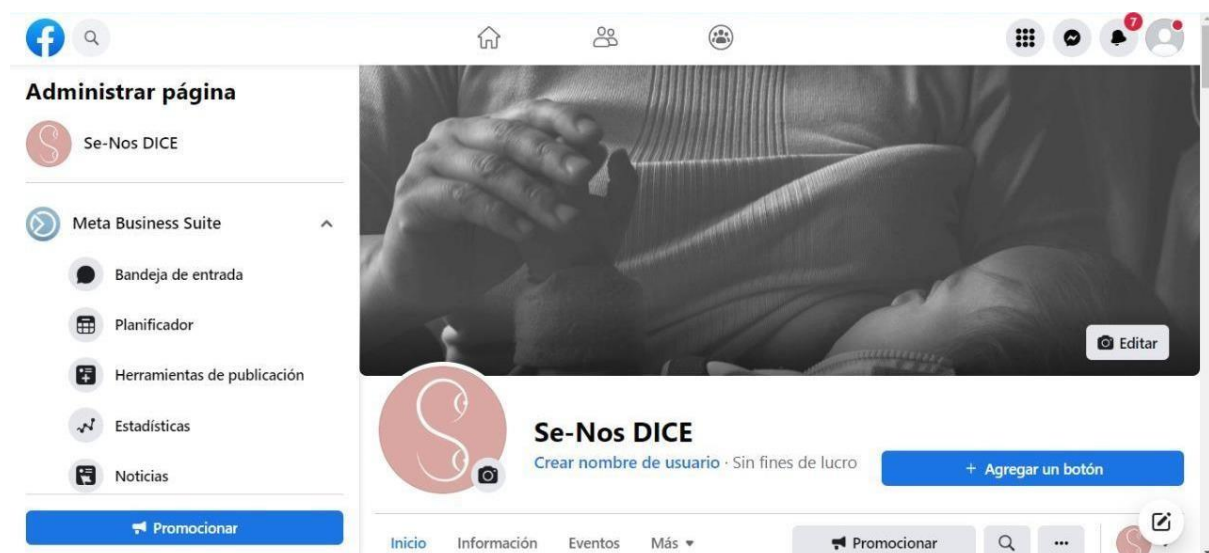 7
Administrar página
Se-Nos DICE
Meta Business Suite
Bandeja de entrada
Planificador
Herramientas de publicación
Estadísticas
Noticias
Promocionar
Editar
Se-Nos DICE
Crear nombre de usuario · Sin fines de lucro
+ Agregar un botón
Inicio Información Eventos Más
Promocionar